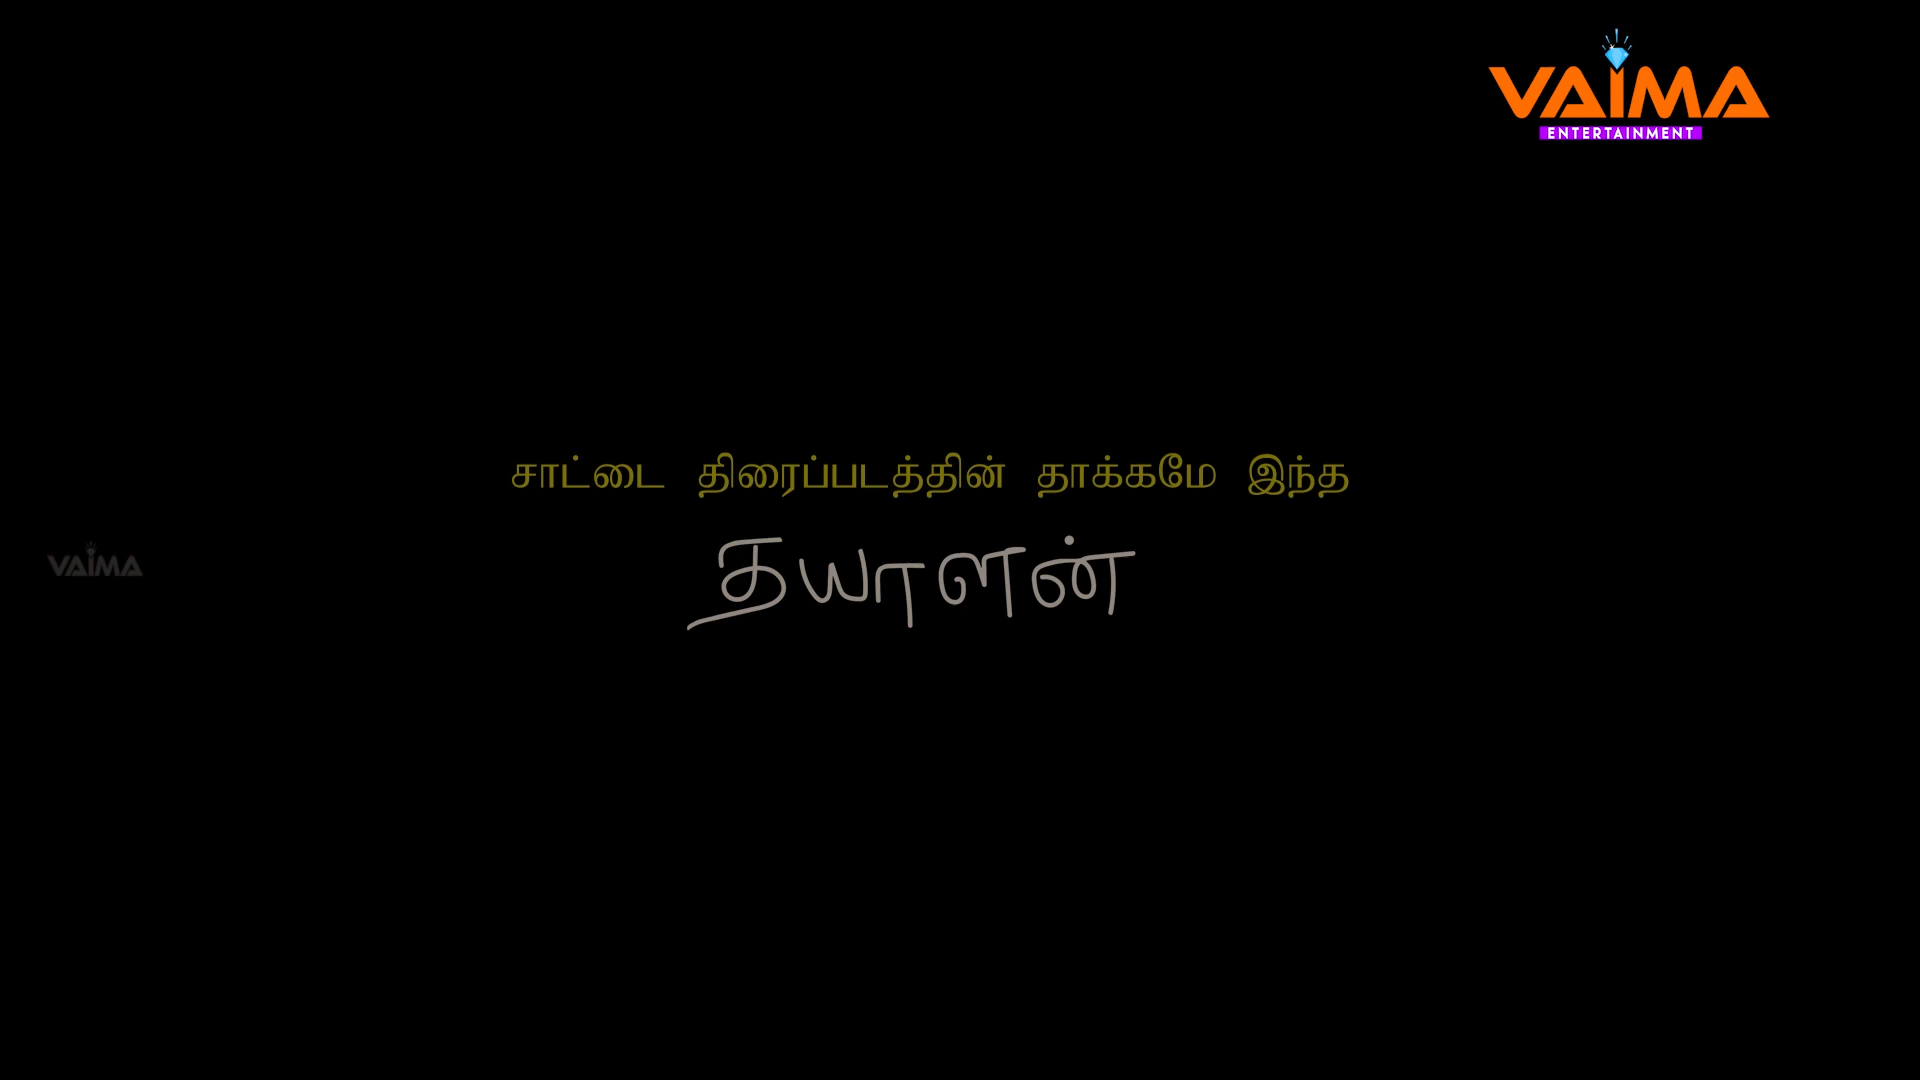 VAIMA
ENTERTAINMENT
சாட்டை திரைப்படத்தின் தாக்கமே இந்த
தயாளன்
VAIMA